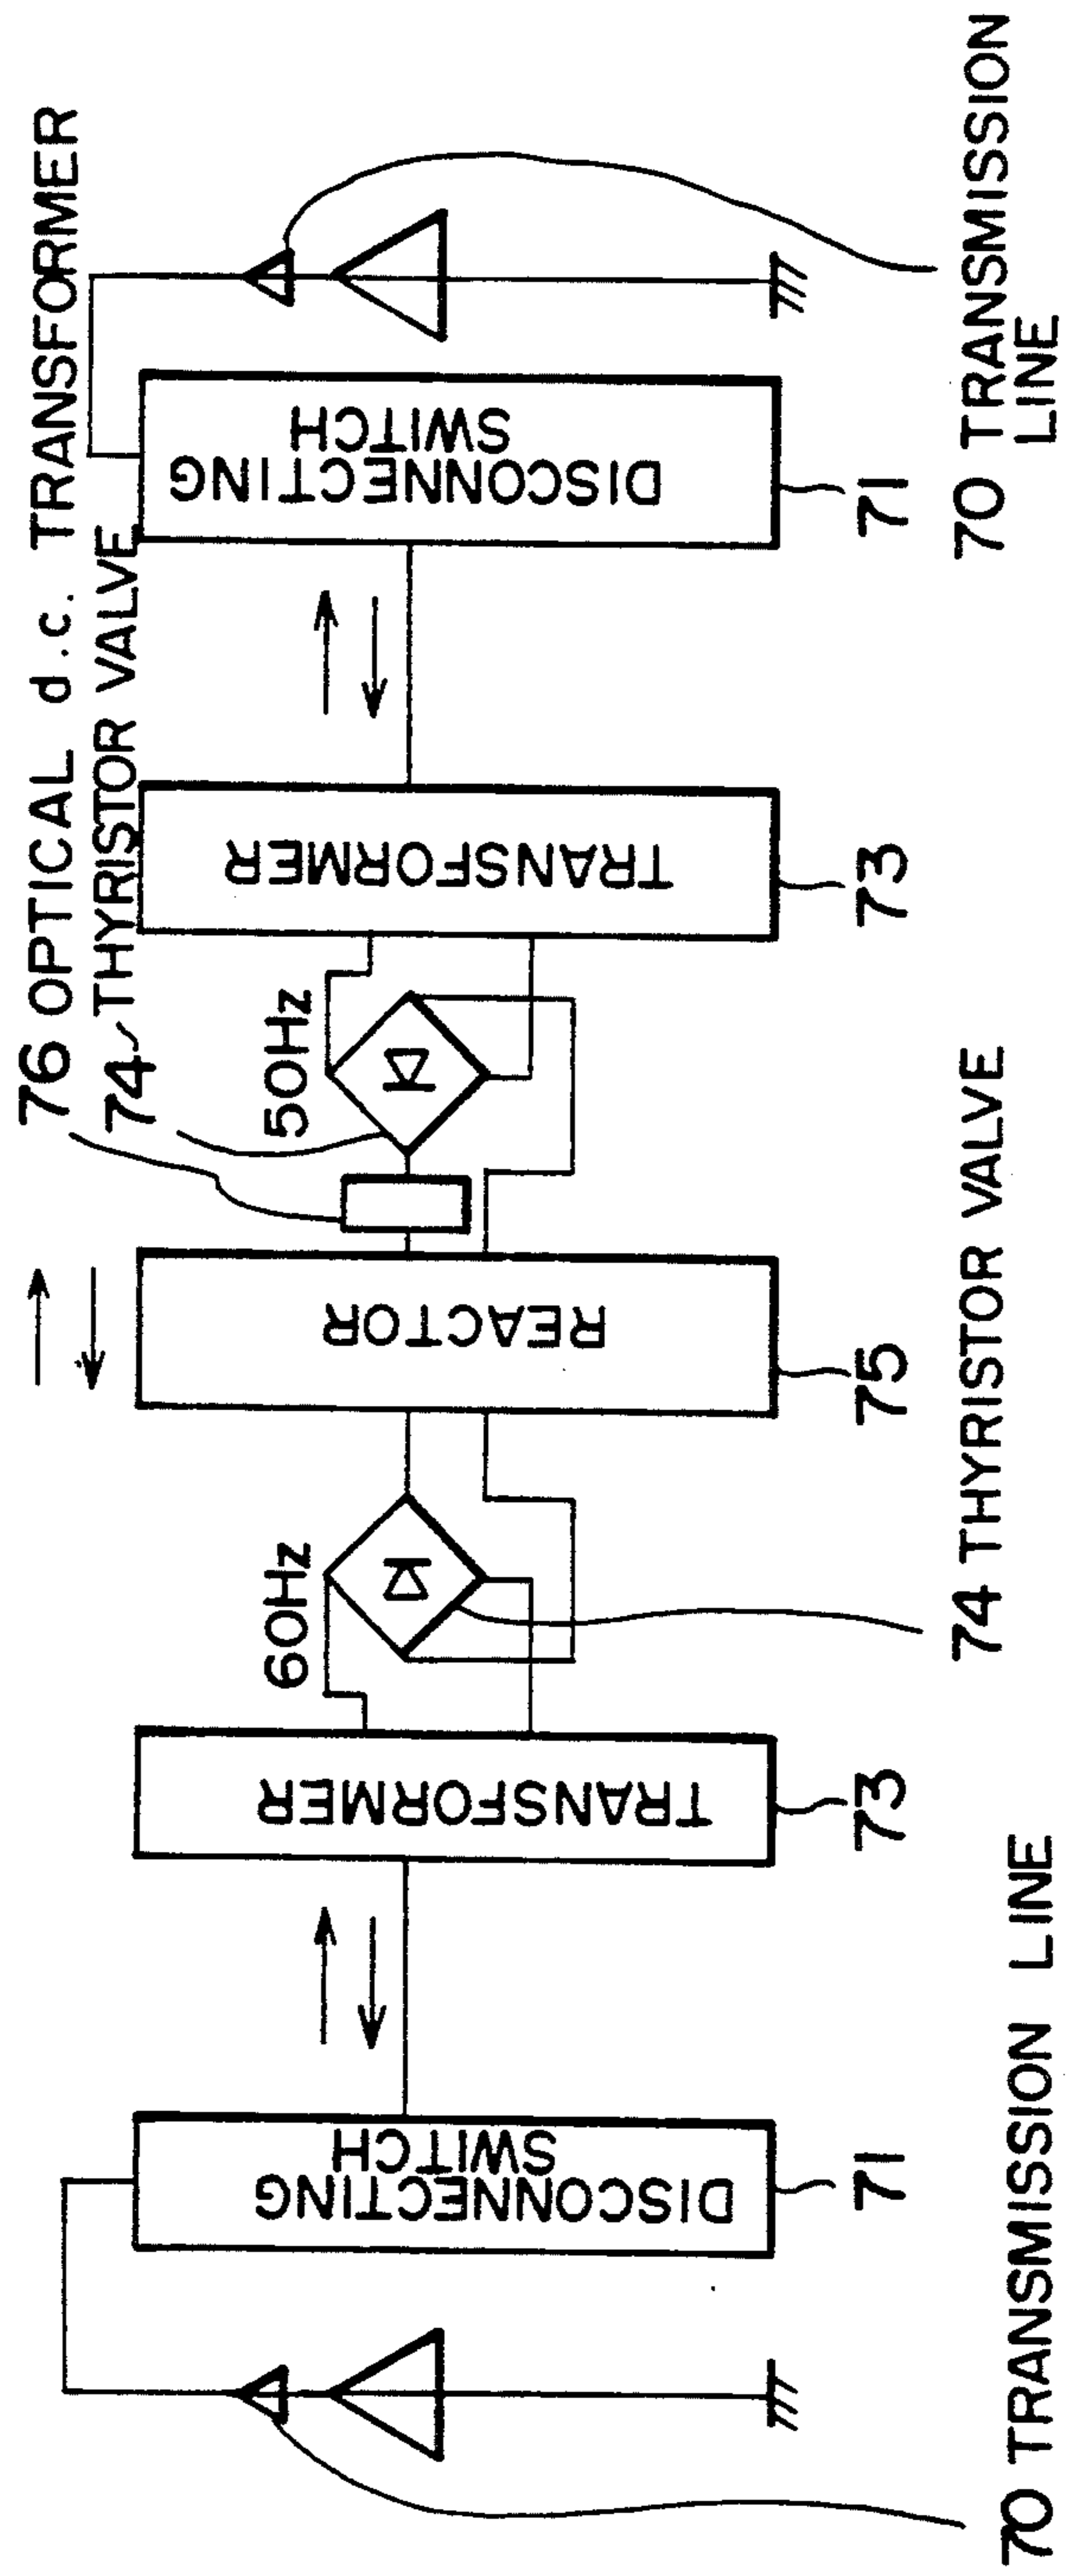 76 OPTICAL d.c. TRANSFORMER
74 THYRISTOR VALVE
60Hz
50Hz
DISCONNECTING
SWITCH
TRANSFORMER
REACTOR
TRANSFORMER
DISCONNECTING
SWITCH
71
73
75
73
71
70 TRANSMISSION LINE
74 THYRISTOR VALVE
70 TRANSMISSION
LINE